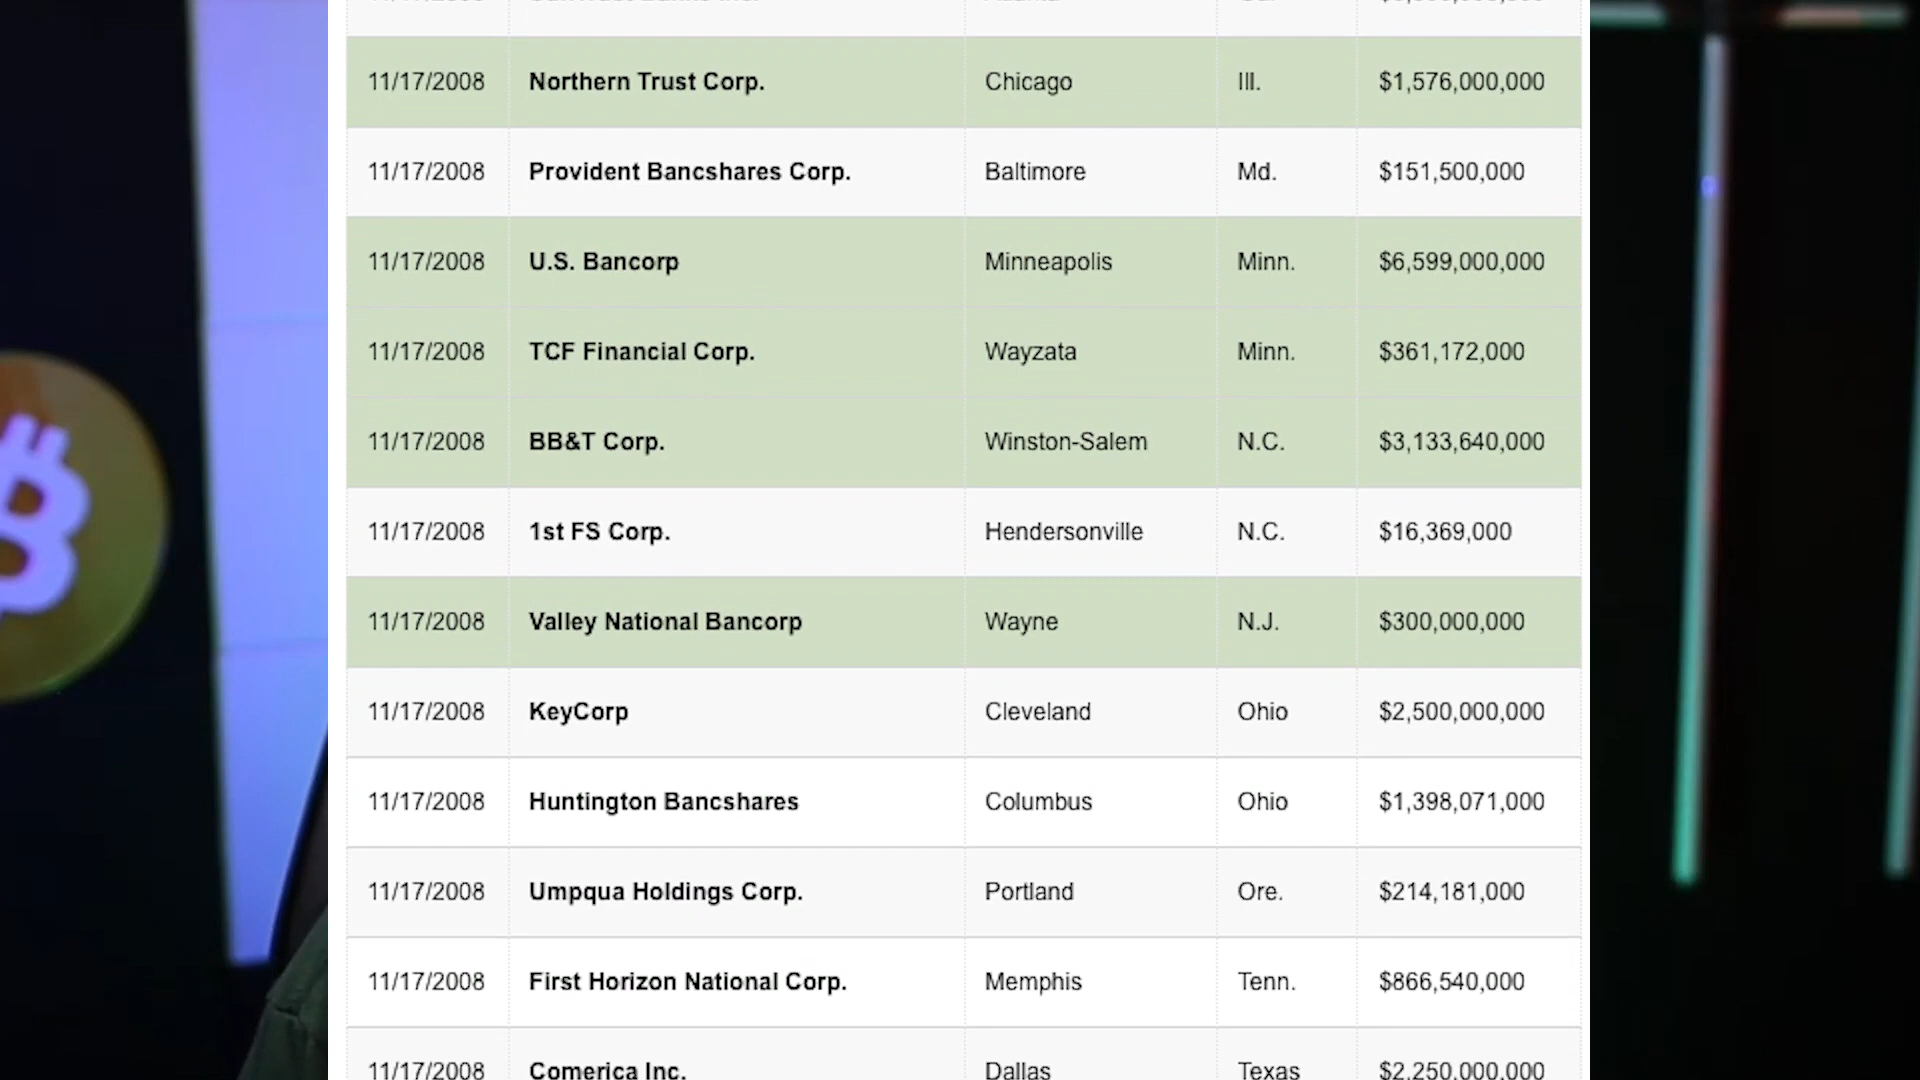 11/17/2008 Northern Trust Corp. Chicago Ill. $1,576,000,000
11/17/2008 Provident Bancshares Corp. Baltimore Md. $151,500,000
11/17/2008 U.S. Bancorp Minneapolis Minn. $6,599,000,000
11/17/2008 TCF Financial Corp. Wayzata Minn. $361,172,000
11/17/2008 BB&T Corp. Winston-Salem N.C. $3,133,640,000
11/17/2008 1st FS Corp. Hendersonville N.C. $16,369,000
11/17/2008 Valley National Bancorp Wayne N.J. $300,000,000
11/17/2008 KeyCorp Cleveland Ohio $2,500,000,000
11/17/2008 Huntington Bancshares Columbus Ohio $1,398,071,000
11/17/2008 Umpqua Holdings Corp. Portland Ore. $214,181,000
11/17/2008 First Horizon National Corp. Memphis Tenn. $866,540,000
11/17/2008 Comerica Inc. Dallas Texas $2,250,000,000